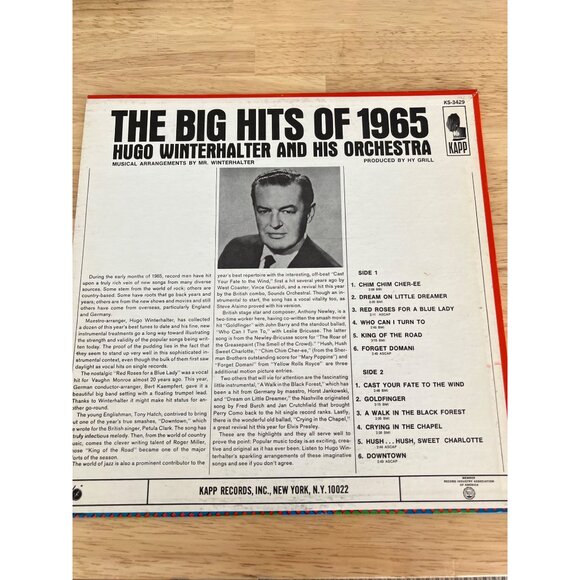 KS-3429
THE BIG HITS OF 1965
HUGO WINTERHALTER AND HIS ORCHESTRA
MUSICAL ARRANGEMENTS BY MR. WINTERHALTER
PRODUCED BY HY GRILL
KAPP
During the early months of 1965, record men have hit
upon a truly rich vein of new songs from many diverse
sources. Some stem from the world of rock; others are
country-based. Some have roots that go back years and
years; others are from the new shows and movies and still
others have come from overseas, particularly England and
Germany.
Maestro-arranger, Hugo Winterhalter, has collected
a dozen of this year's best tunes to date and his fine, new
instrumental treatments go a long way toward illustrating
the strength and validity of the popular songs being writ-
ten today. The proof of the pudding lies in the fact that
they seem to stand up very well in this sophisticated in-
strumental context, even though the bulk of them first saw
daylight as vocal hits on single records.
The nostalgic "Red Roses for a Blue Lady" was a vocal
hit for Vaughn Monroe almost 20 years ago. This year,
German conductor-arranger, Bert Kaempfert, gave it a
beautiful big band setting with a floating trumpet lead.
Thanks to Winterhalter it might make hist status for an-
other go-round.
The young Englishman, Tony Hatch, contrived to bring
out one of the year's true smashes, "Downtown," which
he wrote for the British singer, Petula Clark. The song has
a truly infectious melody. Then, from the world of country
music, comes the clever writing talent of Roger Miller,
whose "King of the Road" became one of the major
efforts of the season.
The world of jazz is also a prominent contributor to the
year's best repertoire with the interesting, off-beat "Cast
Your Fate to the Wind," first a hit several years ago by
West Coaster, Vince Guaraldi, and a revival hit this year
by the British combo, Sounds Orchestral. Though an in-
strumental to start, the song has a vocal vitality too, as
Steve Alaimo proved with his version.
British stage star and composer, Anthony Newley, is a
two-time worker here, having co-written the smash movie
hit "Goldfinger" with John Barry and the standout ballad,
"Who Can I Turn To," with Leslie Bricusse. The latter
song is from the Newley-Bricusse score for "The Roar of
the Greasepaint (The Smell of the Crowd). "Hush, Hush
Sweet Charlotte," "Chim Chim Cher-ee," (from the Sher-
man Brothers outstanding score for "Mary Poppins") and
"Forget Domani" from "Yellow Rolls Royce" are three
additional motion picture entries.
Two others that will vie for attention are the fascinating
little instrumental, "A Walk in the Black Forest," which has
been a hit from Germany by maestro, Horst Jankowski,
and "Dream on Little Dreamer," the Nashville originated
song by Fred Burch and Jan Crutchfield that brought
Perry Como back to the hit single record ranks. Lastly,
there is the wonderful old ballad, "Crying in the Chapel,"
a great revival hit this year for Elvis Presley.
These are the highlights and they all serve well to
prove the point: Popular music today is an exciting, crea-
tive and an original force as has ever been. Listen to Hugo
Winterhalter's sparkling arrangements of these imaginative
songs and see if you don't agree.
SIDE 1
1. CHIM CHIM CHER-EE
BMI
2. DREAM ON LITTLE DREAMER
BMI
3. RED ROSES FOR A BLUE LADY
ASCAP
4. WHO CAN I TURN TO
BMI
5. KING OF THE ROAD
BMI
6. FORGET DOMANI
ASCAP
SIDE 2
1. CAST YOUR FATE TO THE WIND
BMI
2. GOLDFINGER
BMI
3. A WALK IN THE BLACK FOREST
BMI
4. CRYING IN THE CHAPEL
BMI
5. HUSH . . . HUSH, SWEET CHARLOTTE
ASCAP
6. DOWNTOWN
ASCAP
KAPP RECORDS, INC., NEW YORK, N.Y. 10022
MEMBER
RECORD INDUSTRY ASSOCIATION
OF AMERICA